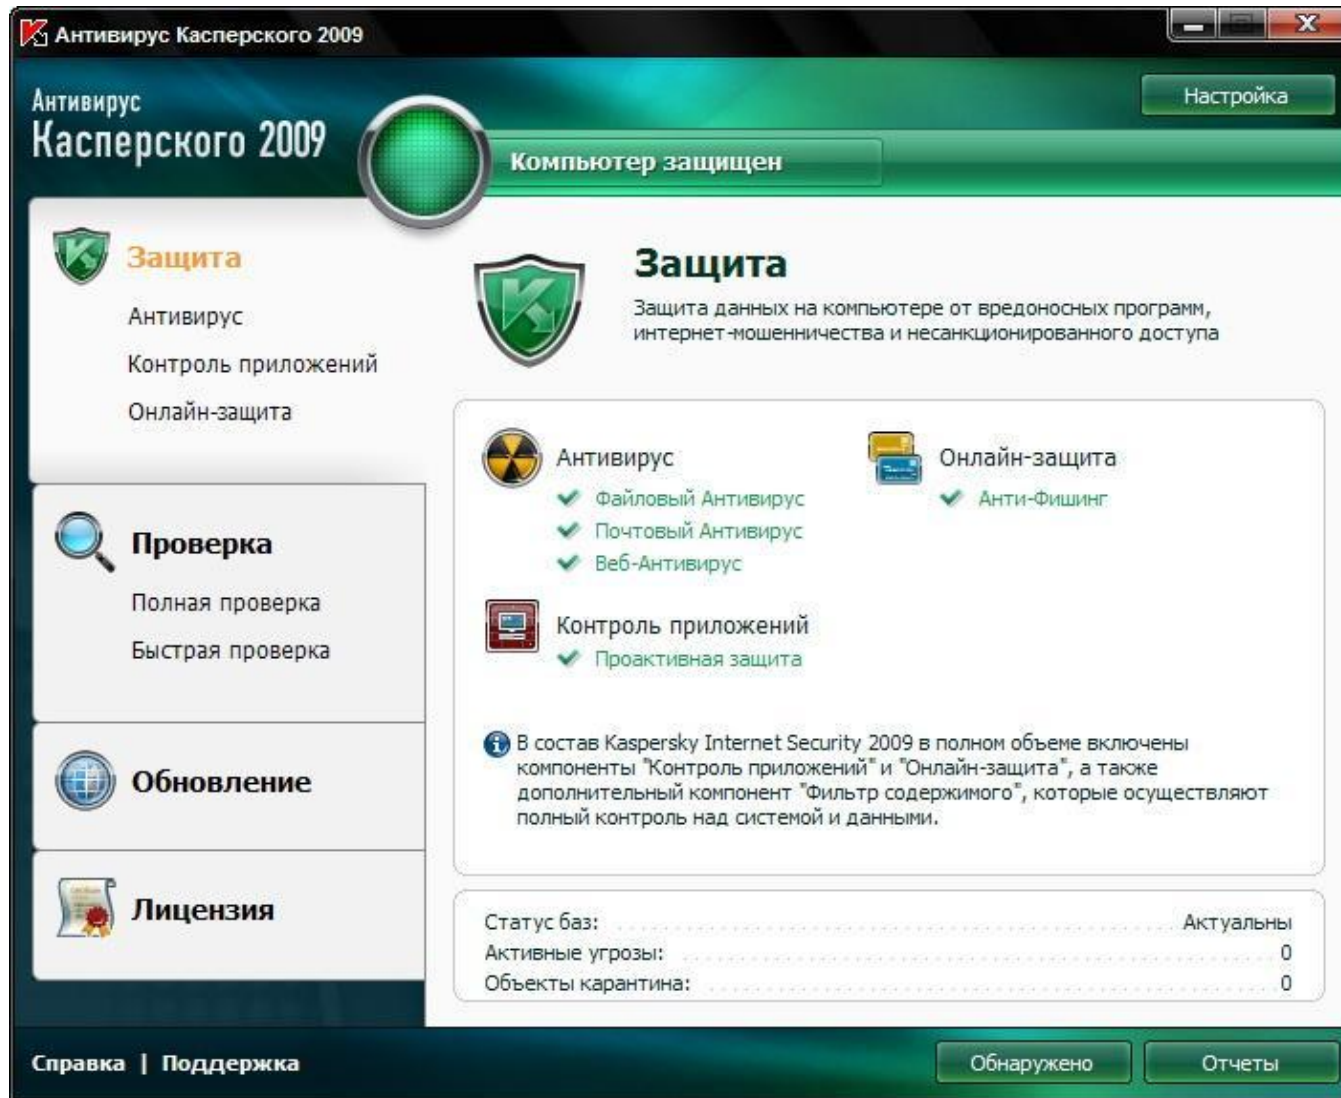 Антивирус Касперского 2009
Антивирус
Касперского 2009
Настройка
Компьютер защищен
Защита
Антивирус
Контроль приложений
Онлайн-защита
Проверка
Полная проверка
Быстрая проверка
Обновление
Лицензия
Защита
Защита данных на компьютере от вредоносных программ,
интернет-мошенничества и несанкционированного доступа
Антивирус
Файловый Антивирус
Почтовый Антивирус
Веб-Антивирус
Онлайн-защита
Анти-Фишинг
Контроль приложений
Проактивная защита
В состав Kaspersky Internet Security 2009 в полном объеме включены
компоненты "Контроль приложений" и "Онлайн-защита", а также
дополнительный компонент "Фильтр содержимого", которые осуществляют
полный контроль над системой и данными.
Статус баз: Актуальны
Активные угрозы: 0
Объекты карантина: 0
Справка | Поддержка
Обнаружено
Отчеты